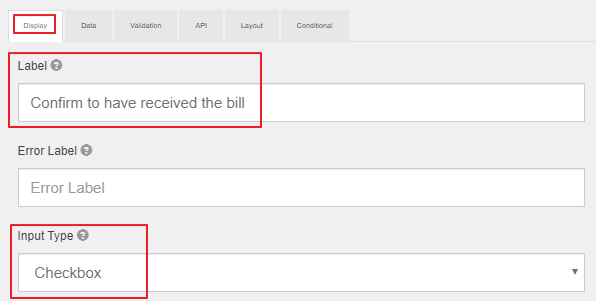 Display Data Validation API Layout Conditional
Label
Confirm to have received the bill
Error Label
Error Label
Input Type
Checkbox